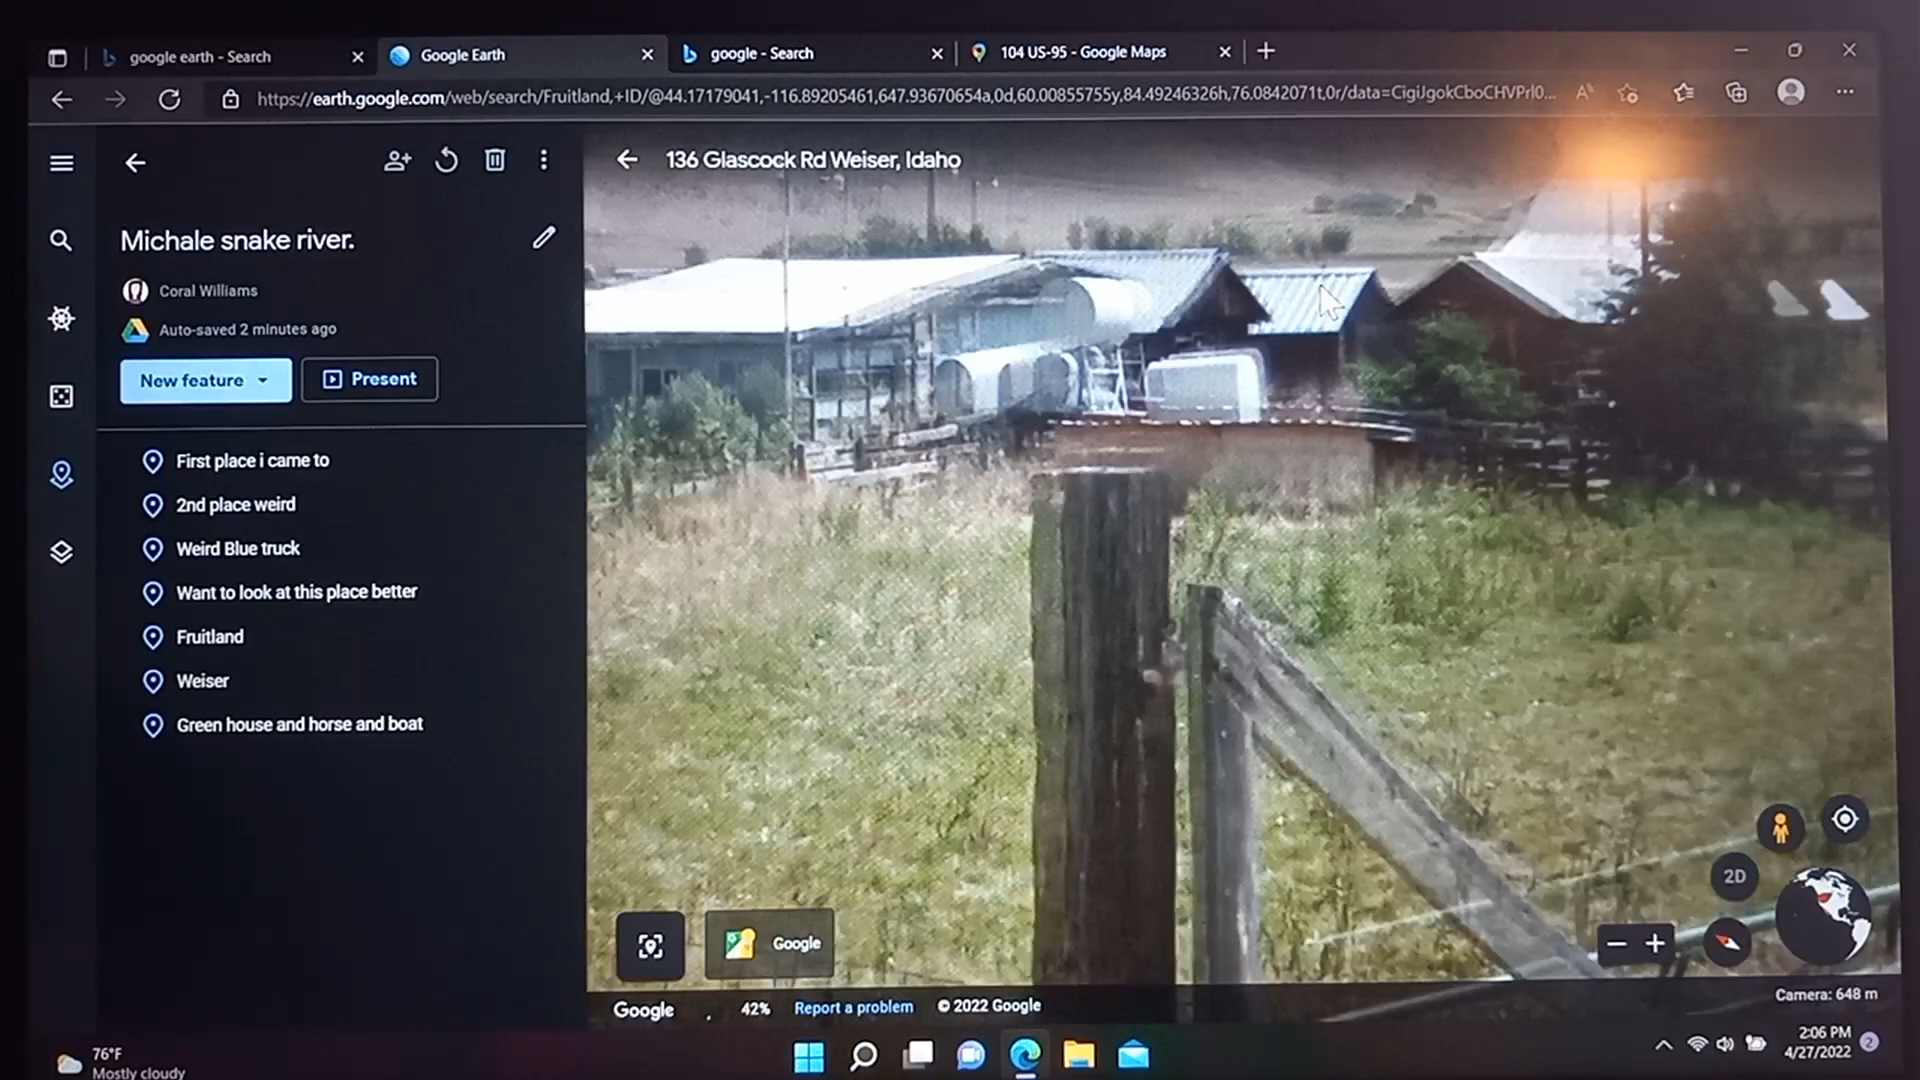 google earth - Search
Google Earth
google - Search
104 US-95 - Google Maps
https://earth.google.com/web/search/Fruitland,+ID/@44.17179041,-116.89205461,647.93670654a,0d,60.00855755y,84.49246326h,76.0842071t,0r/data=CigiJgokCboCHVPrl0...
136 Glascock Rd Weiser, Idaho
Michale snake river.
Coral Williams
Auto-saved 2 minutes ago
New feature
Present
First place i came to
2nd place weird
Weird Blue truck
Want to look at this place better
Fruitland
Weiser
Green house and horse and boat
2D
Google
Google
42%
Report a problem
© 2022 Google
Camera: 648 m
76°F
Mostly cloudy
2:06 PM
4/27/2022
2